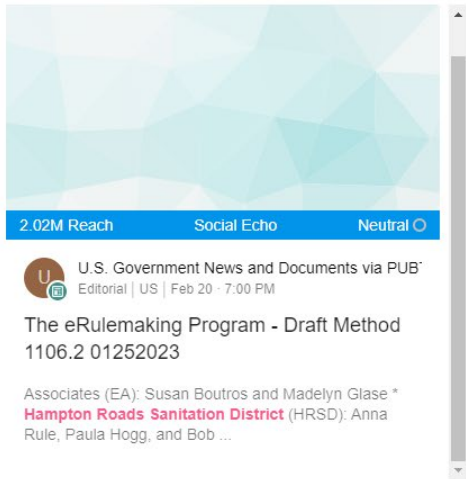 2.02M Reach Social Echo Neutral
U
U.S. Government News and Documents via PUBT
Editorial | US | Feb 20 · 7:00 PM
The eRulemaking Program - Draft Method
1106.2 01252023
Associates (EA): Susan Boutros and Madelyn Glase *
Hampton Roads Sanitation District (HRSD): Anna
Rule, Paula Hogg, and Bob ...